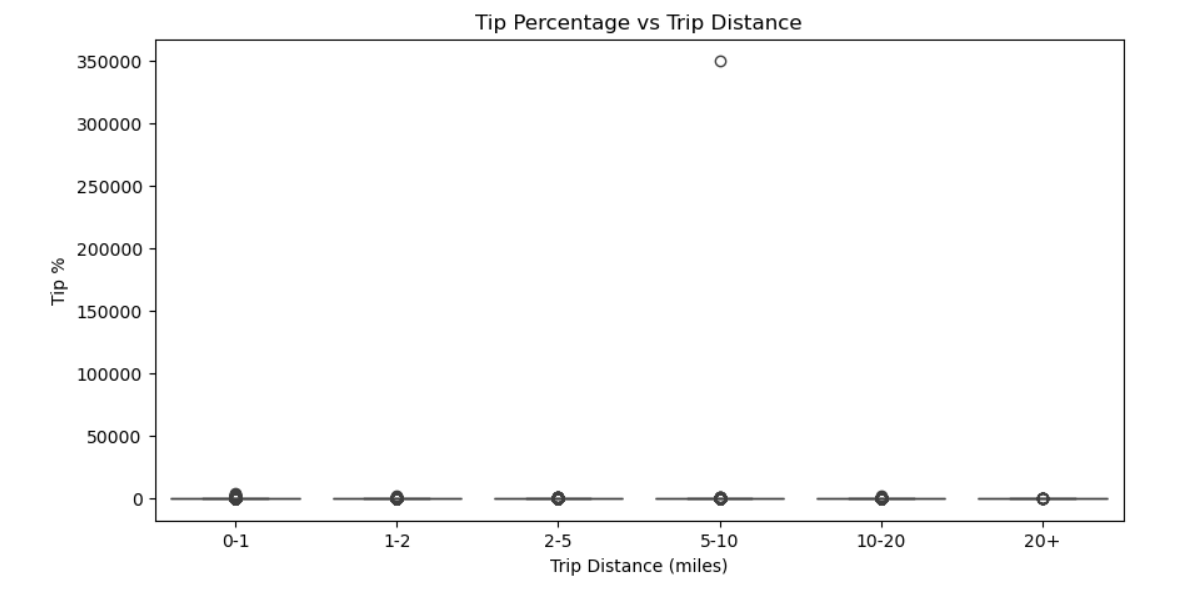 Tip Percentage vs Trip Distance
Tip %
350000
300000
250000
200000
150000
100000
50000
0
0-1 1-2 2-5 5-10 10-20 20+
Trip Distance (miles)